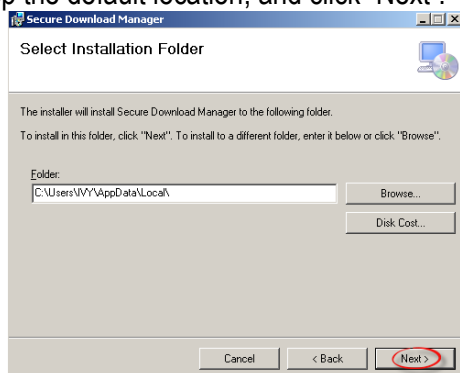 p the default location, and click 'Next'.
Secure Download Manager
Select Installation Folder
The installer will install Secure Download Manager to the following folder.
To install in this folder, click "Next". To install to a different folder, enter it below or click "Browse".
Folder:
C:\Users\IVY\AppData\Local\
Browse...
Disk Cost...
Cancel
< Back
Next >